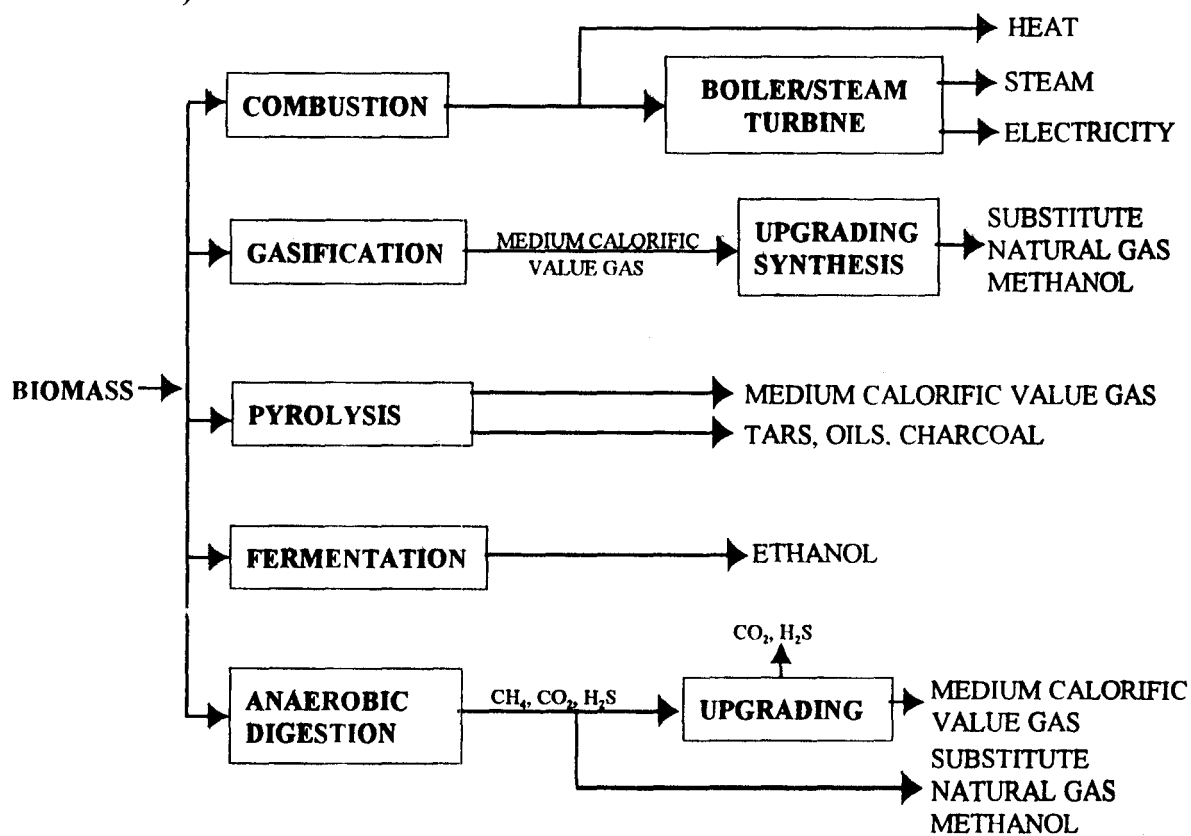 )
HEAT
COMBUSTION
BOILER/STEAM
TURBINE
STEAM
ELECTRICITY
GASIFICATION
MEDIUM CALORIFIC
VALUE GAS
UPGRADING
SYNTHESIS
SUBSTITUTE
NATURAL GAS
METHANOL
BIOMASS
PYROLYSIS
MEDIUM CALORIFIC VALUE GAS
TARS, OILS. CHARCOAL
FERMENTATION
ETHANOL
ANAEROBIC
DIGESTION
CH₄, CO₂, H₂S
CO₂, H₂S
UPGRADING
MEDIUM CALORIFIC
VALUE GAS
SUBSTITUTE
NATURAL GAS
METHANOL